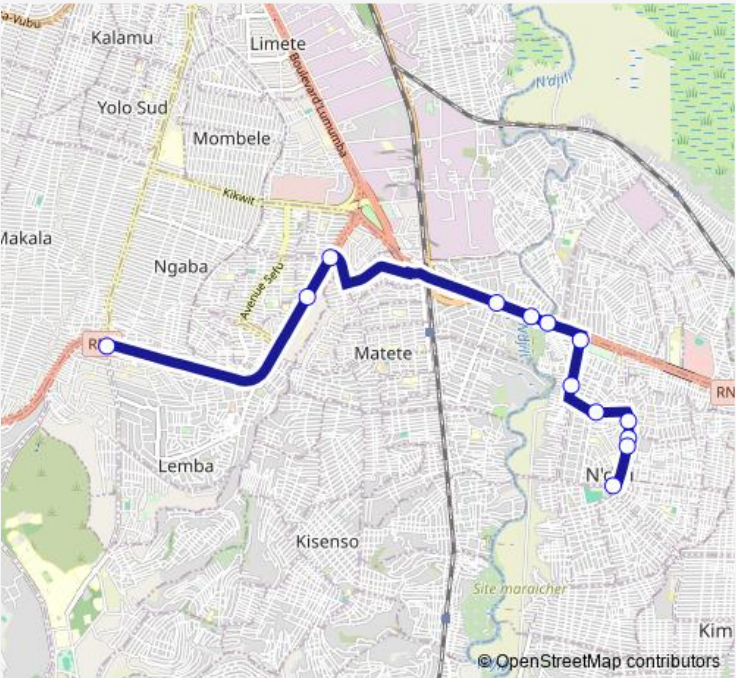 a-Vubu
Kalamu
Limete
Boulevard Lumumba
N'djili
Yolo Sud
Mombele
Kikwit
Makala
Ngaba
Avenue Sefu
Matete
N'djili
RN
Lemba
Kisenso
Site maraicher
Kim
© OpenStreetMap contributors